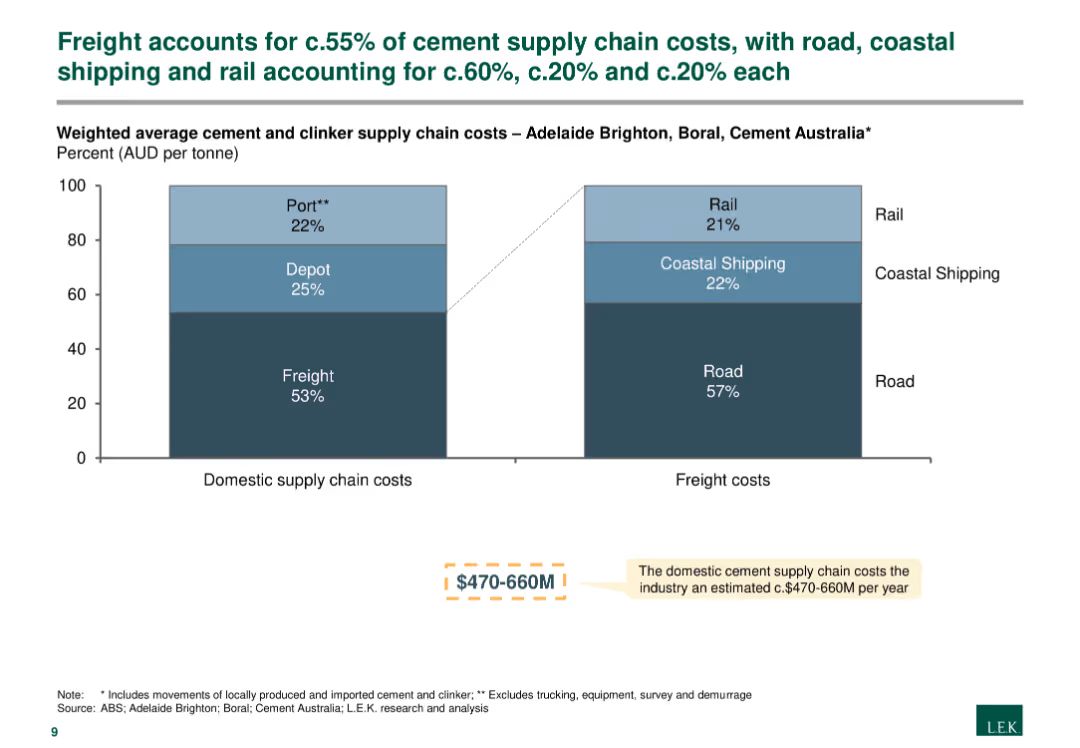 Freight accounts for c.55% of cement supply chain costs, with road, coastal
shipping and rail accounting for c.60%, c.20% and c.20% each
Weighted average cement and clinker supply chain costs – Adelaide Brighton, Boral, Cement Australia*
Percent (AUD per tonne)
100
80
60
40
20
0
Port**
22%
Depot
25%
Freight
53%
Rail
21%
Coastal Shipping
22%
Road
57%
Rail
Coastal Shipping
Road
Domestic supply chain costs
Freight costs
$470-660M
The domestic cement supply chain costs the
industry an estimated c.$470-660M per year
Note: * Includes movements of locally produced and imported cement and clinker; ** Excludes trucking, equipment, survey and demurrage
Source: ABS; Adelaide Brighton; Boral; Cement Australia; L.E.K. research and analysis
9
L.E.K.